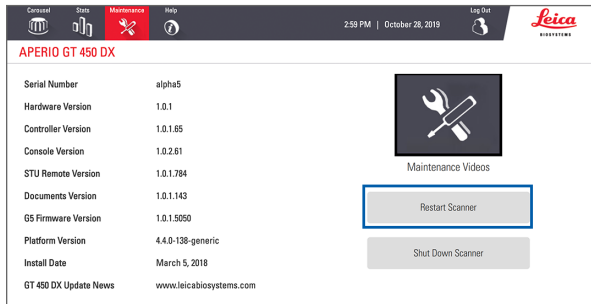 Carousel Stats Maintenance Help Log Out
2:59 PM | October 28, 2019
Leica
BIOSYSTEMS
APERIO GT 450 DX
Serial Number alpha5
Hardware Version 1.0.1
Controller Version 1.0.1.65
Console Version 1.0.2.61
STU Remote Version 1.0.1.784
Documents Version 1.0.1.143
G5 Firmware Version 1.0.1.5050
Platform Version 4.4.0-138-generic
Install Date March 5, 2018
GT 450 DX Update News www.leicabiosystems.com
Maintenance Videos
Restart Scanner
Shut Down Scanner